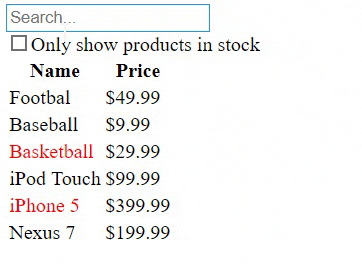 Search...
Only show products in stock
Name Price
Footbal $49.99
Baseball $9.99
Basketball $29.99
iPod Touch $99.99
iPhone 5 $399.99
Nexus 7 $199.99